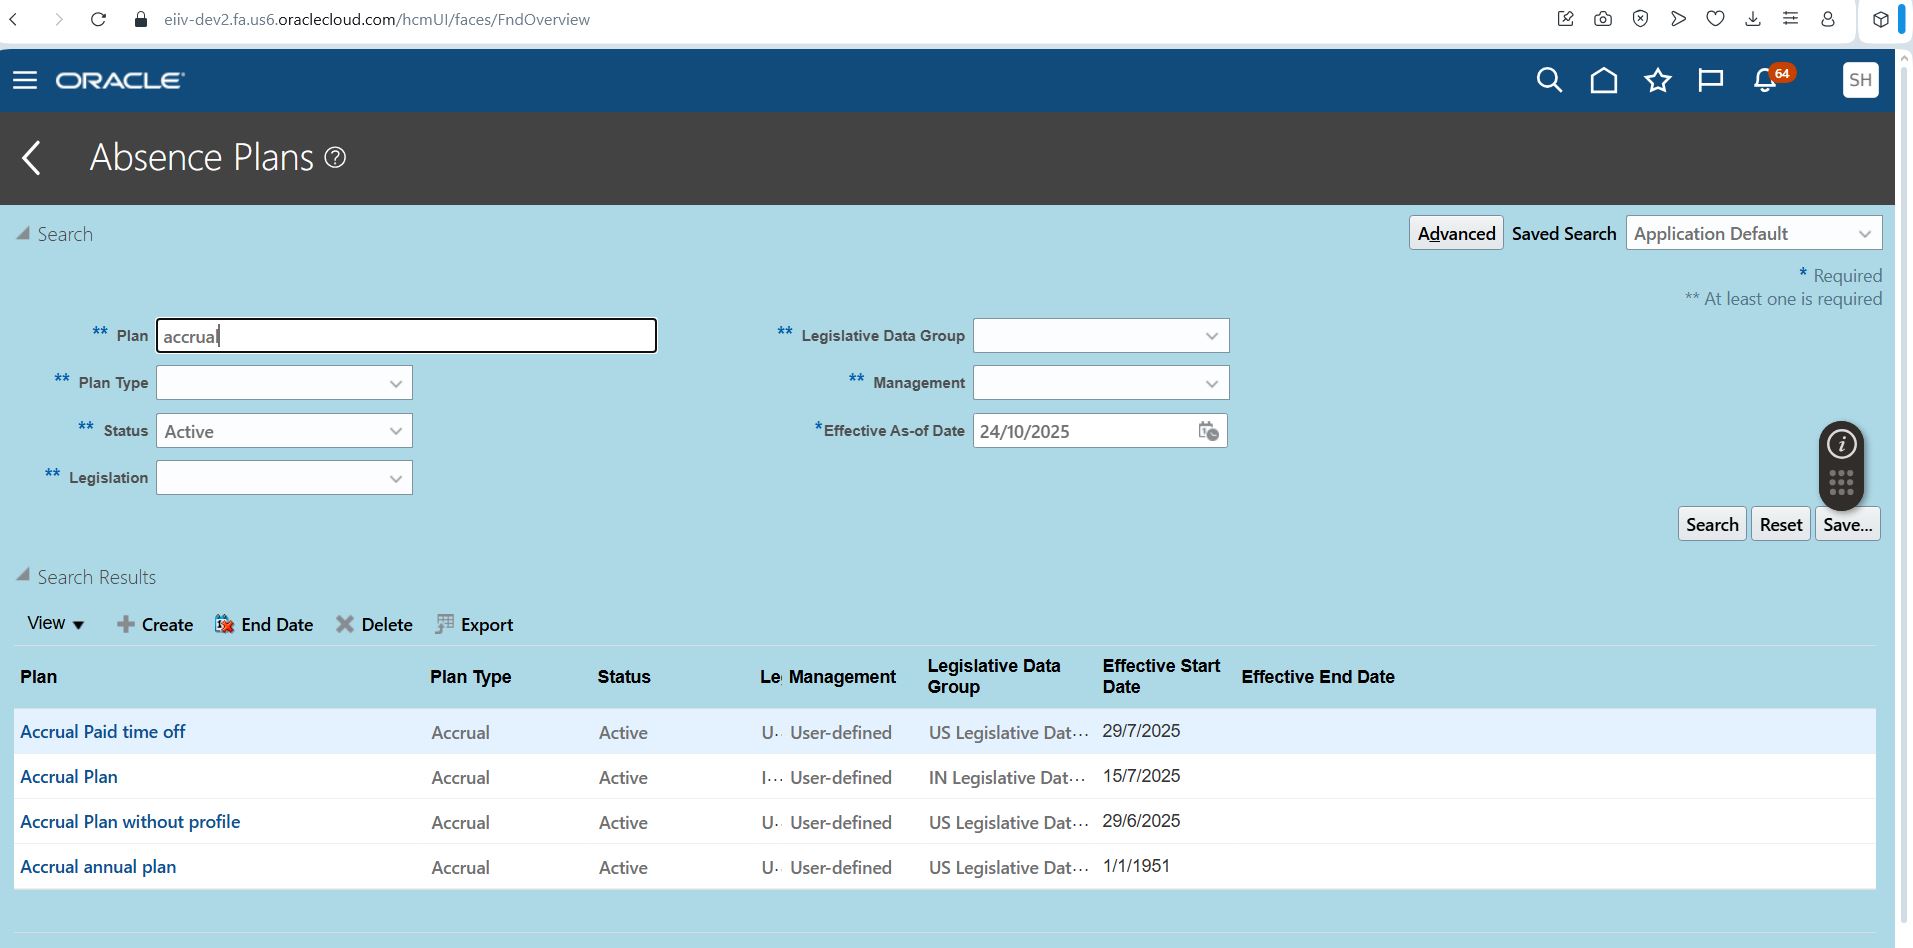 eiiv-dev2.fa.us6.oraclecloud.com/hcmUI/faces/FndOverview
ORACLE
64
SH
Absence Plans
Search
Advanced Saved Search Application Default
* Required
** At least one is required
** Plan accrual
** Legislative Data Group
** Plan Type
** Management
** Status Active
*Effective As-of Date 24/10/2025
** Legislation
Search Reset Save...
Search Results
View Create End Date Delete Export
Plan Plan Type Status Le Management Legislative Data Group Effective Start Date Effective End Date
Accrual Paid time off Accrual Active U.. User-defined US Legislative Dat... 29/7/2025
Accrual Plan Accrual Active I... User-defined IN Legislative Dat... 15/7/2025
Accrual Plan without profile Accrual Active U.. User-defined US Legislative Dat... 29/6/2025
Accrual annual plan Accrual Active U.. User-defined US Legislative Dat... 1/1/1951